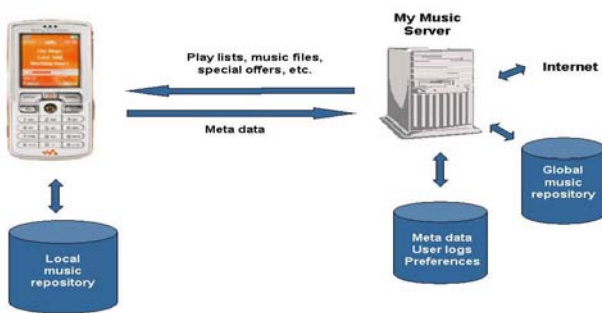 My Music
Server
Play lists, music files,
special offers, etc.
Internet
Meta data
Global
music
repository
Meta data
User logs
Preferences
Local
music
repository